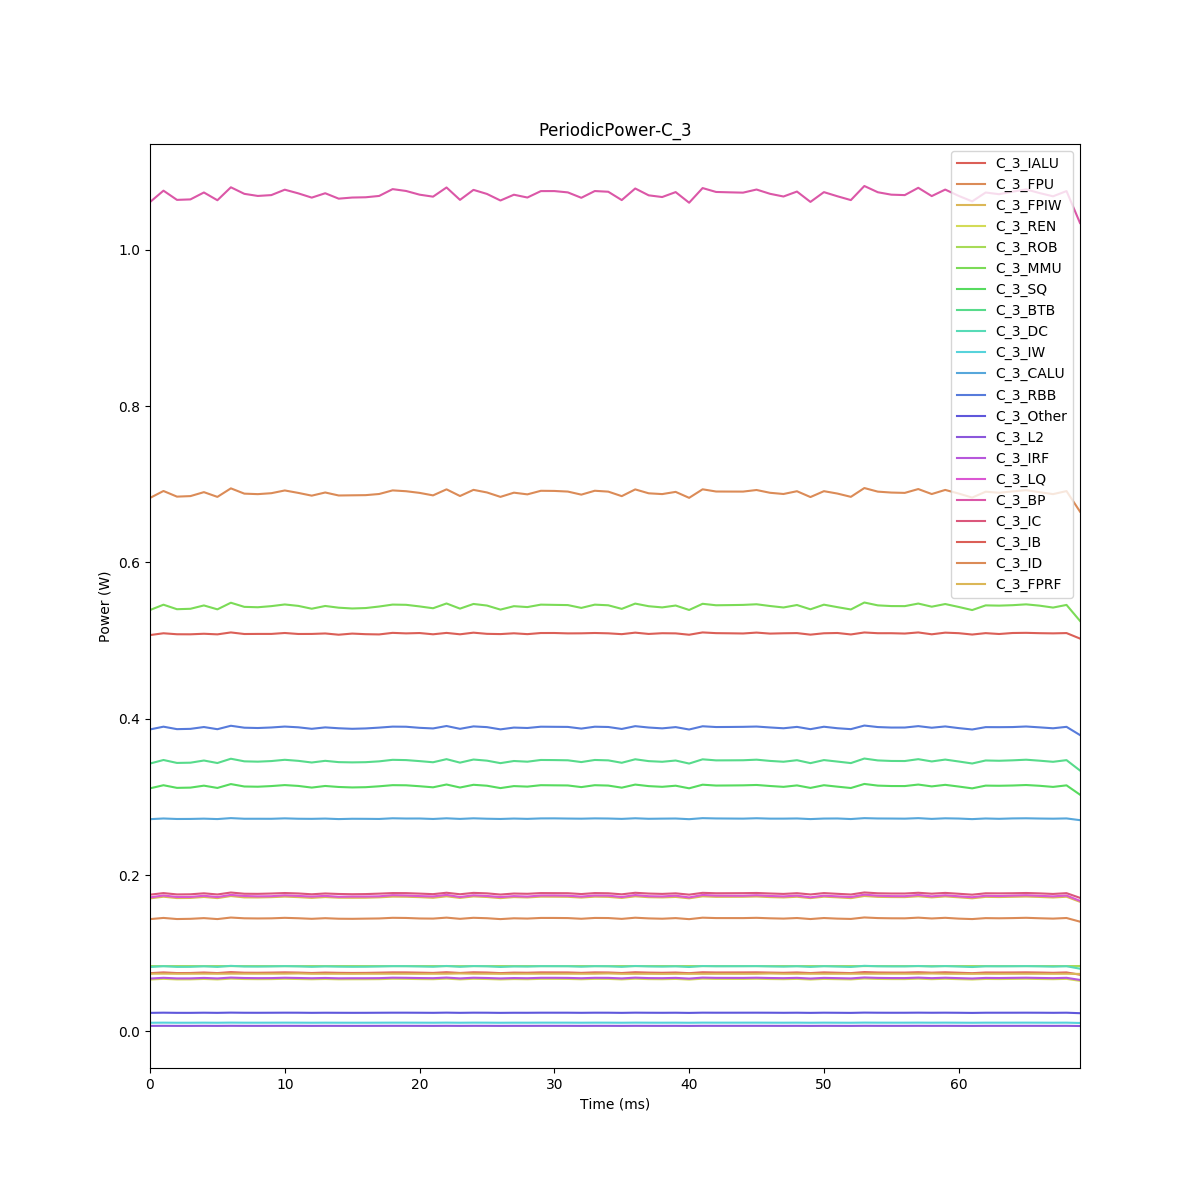 PeriodicPower-C_3
C_3_IALU
C_3_FPU
C_3_FPIW
C_3_REN
C_3_ROB
C_3_MMU
C_3_SQ
C_3_BTB
C_3_DC
C_3_IW
C_3_CALU
C_3_RBB
C_3_Other
C_3_L2
C_3_IRF
C_3_LQ
C_3_BP
C_3_IC
C_3_IB
C_3_ID
C_3_FPRF
1.0
0.8
0.6
0.4
0.2
0.0
Power (W)
0 10 20 30 40 50 60
Time (ms)